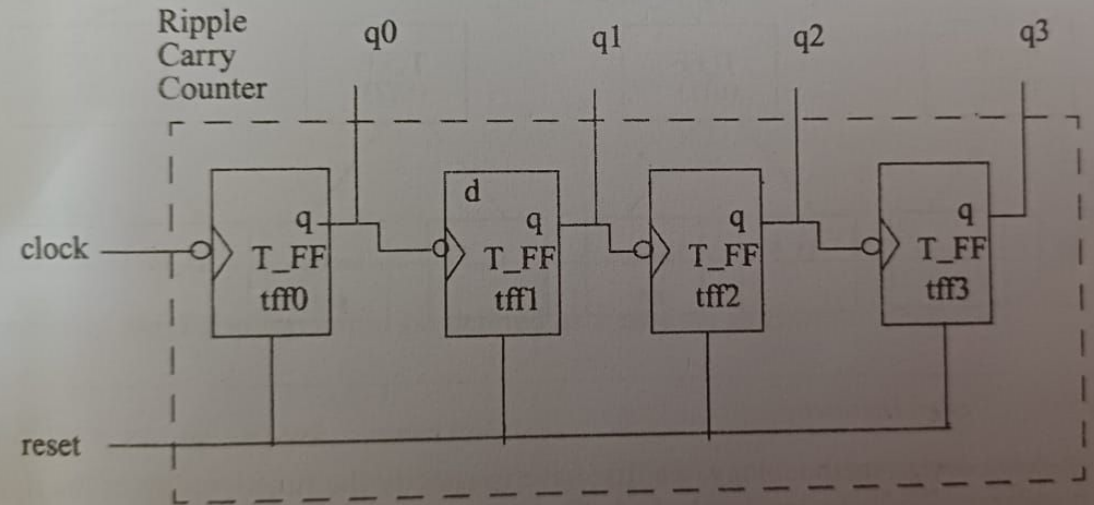 Ripple
Carry
Counter
q0
q1
q2
q3
clock
q
T_FF
tff0
d
q
T_FF
tff1
q
T_FF
tff2
q
T_FF
tff3
reset